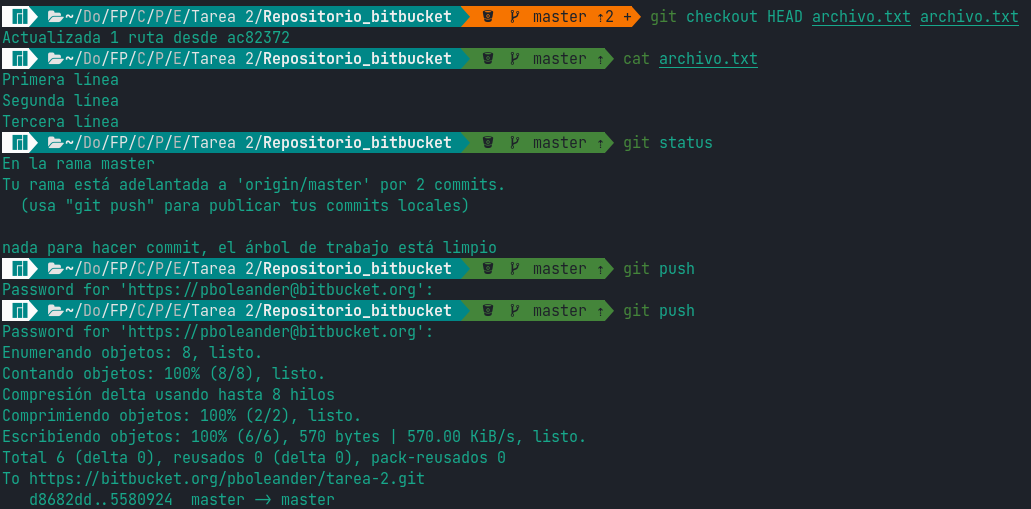 ~/Do/FP/C/P/E/Tarea 2/Repositorio_bitbucket master ↑2 + git checkout HEAD archivo.txt archivo.txt
Actualizada 1 ruta desde ac82372
~/Do/FP/C/P/E/Tarea 2/Repositorio_bitbucket master ↑ cat archivo.txt
Primera línea
Segunda línea
Tercera línea
~/Do/FP/C/P/E/Tarea 2/Repositorio_bitbucket master ↑ git status
En la rama master
Tu rama está adelantada a 'origin/master' por 2 commits.
  (usa "git push" para publicar tus commits locales)

nada para hacer commit, el árbol de trabajo está limpio
~/Do/FP/C/P/E/Tarea 2/Repositorio_bitbucket master ↑ git push
Password for 'https://pboleander@bitbucket.org':
~/Do/FP/C/P/E/Tarea 2/Repositorio_bitbucket master ↑ git push
Password for 'https://pboleander@bitbucket.org':
Enumerando objetos: 8, listo.
Contando objetos: 100% (8/8), listo.
Compresión delta usando hasta 8 hilos
Comprimiendo objetos: 100% (2/2), listo.
Escribiendo objetos: 100% (6/6), 570 bytes | 570.00 KiB/s, listo.
Total 6 (delta 0), reusados 0 (delta 0), pack-reusados 0
To https://bitbucket.org/pboleander/tarea-2.git
   d8682dd..5580924  master -> master